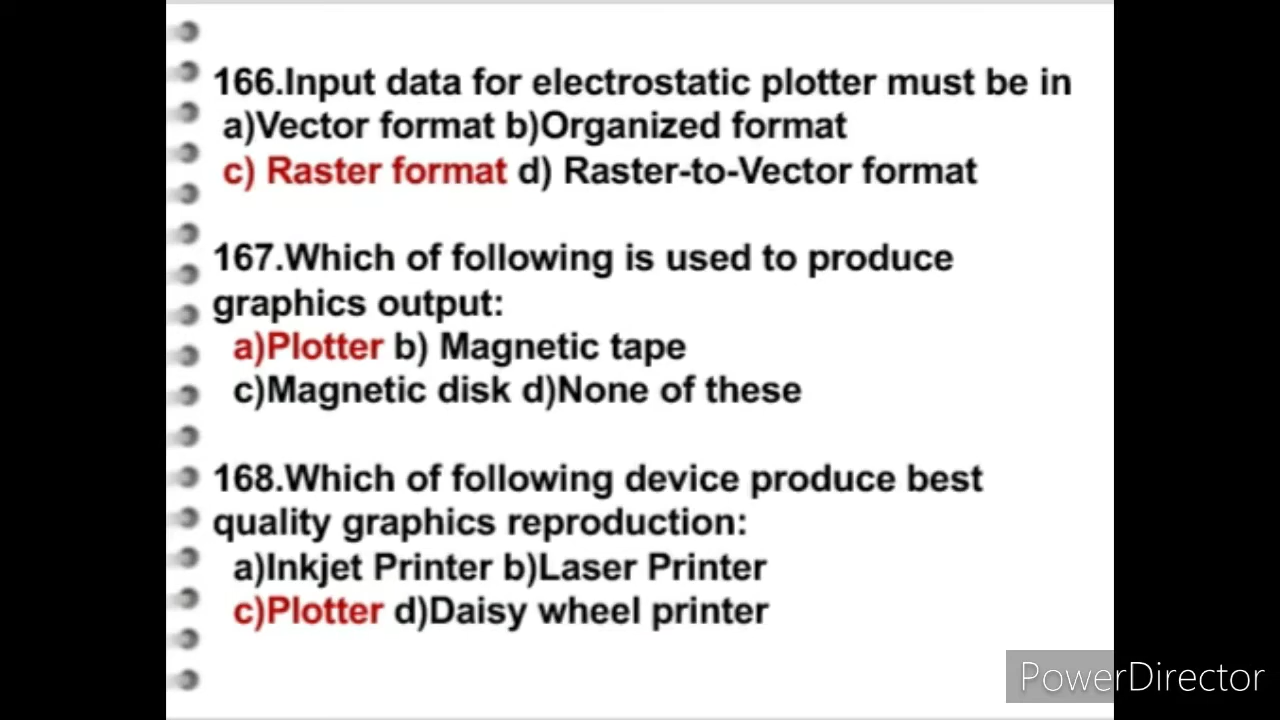 166.Input data for electrostatic plotter must be in
a)Vector format b)Organized format
c) Raster format d) Raster-to-Vector format
167.Which of following is used to produce
graphics output:
a)Plotter b) Magnetic tape
c)Magnetic disk d)None of these
168.Which of following device produce best
quality graphics reproduction:
a)Inkjet Printer b)Laser Printer
c)Plotter d)Daisy wheel printer
PowerDirector